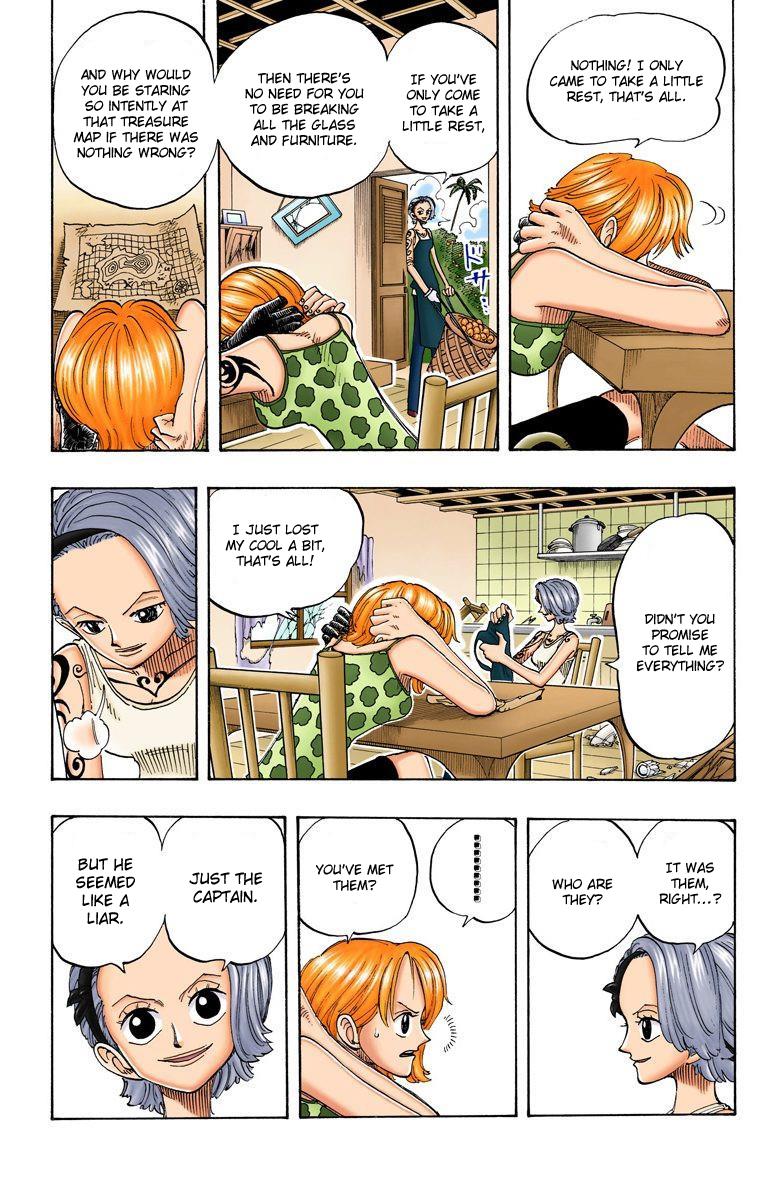 NOTHING! I ONLY
CAME TO TAKE A LITTLE
REST, THAT'S ALL.
IF YOU'VE
ONLY COME
TO TAKE A
LITTLE REST,
THEN THERE'S
NO NEED FOR YOU
TO BE BREAKING
ALL THE GLASS
AND FURNITURE.
ドサッ…
AND WHY WOULD
YOU BE STARING
SO INTENTLY AT
THAT TREASURE
MAP IF THERE WAS
NOTHING WRONG?
DIDN'T YOU
PROMISE
TO TELL ME
EVERYTHING?
I JUST LOST
MY COOL A BIT,
THAT'S ALL!
IT WAS
THEM,
RIGHT...?
WHO ARE
THEY?
.........
YOU'VE MET
THEM?
JUST THE
CAPTAIN.
BUT HE
SEEMED
LIKE A
LIAR.